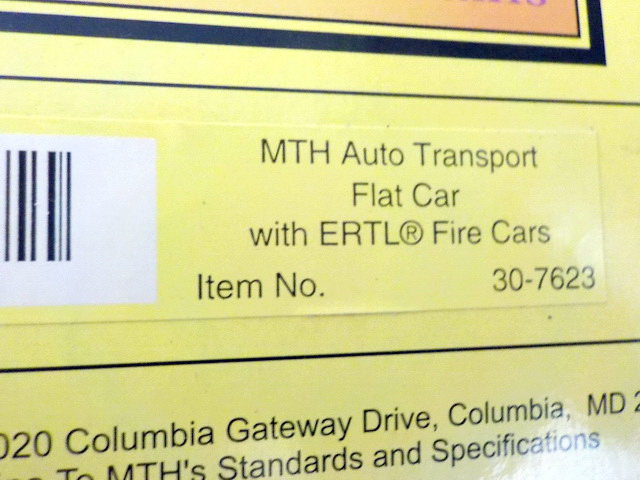 MTH Auto Transport
Flat Car
with ERTL® Fire Cars
Item No. 30-7623
020 Columbia Gateway Drive, Columbia, MD
To MTH's Standards and Specifications